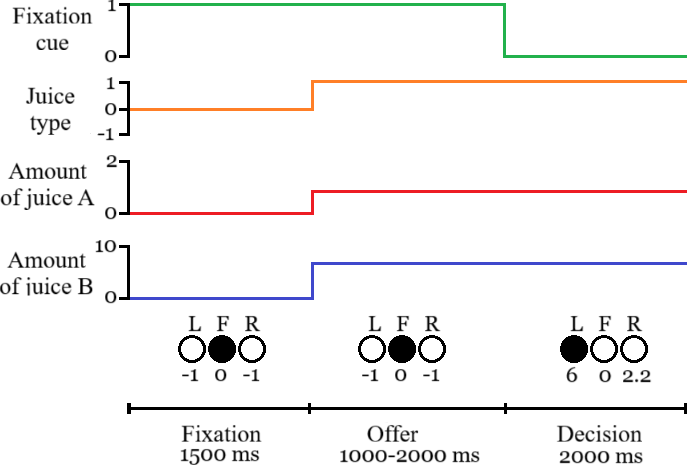 Fixation
cue
1
0
Juice
type
1
0
-1
Amount
of juice A
2
0
Amount
of juice B
10
0
L F R
-1 0 -1
L F R
-1 0 -1
L F R
6 0 2.2
Fixation
1500 ms
Offer
1000-2000 ms
Decision
2000 ms